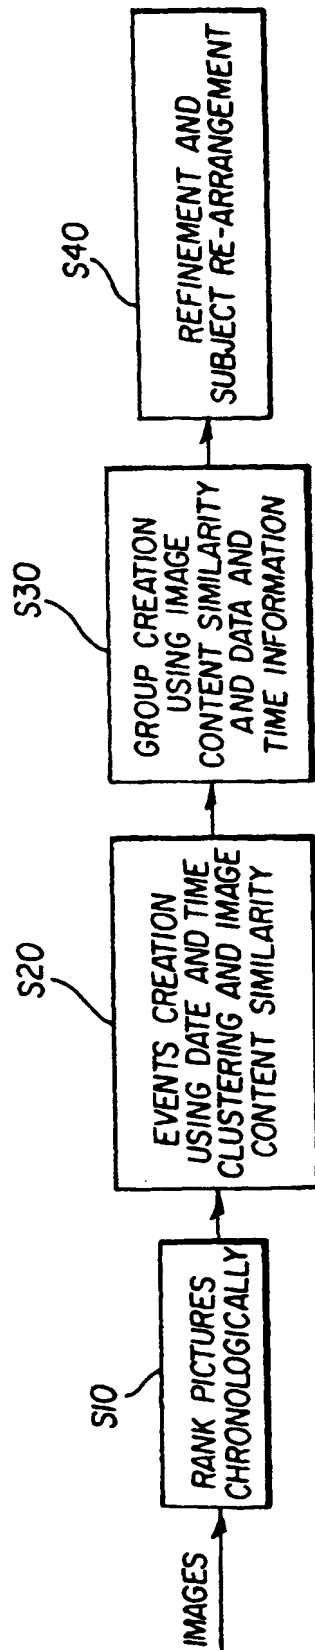 IMAGES
S10
RANK PICTURES
CHRONOLOGICALLY
S20
EVENTS CREATION
USING DATE AND TIME
CLUSTERING AND IMAGE
CONTENT SIMILARITY
S30
GROUP CREATION
USING IMAGE
CONTENT SIMILARITY
AND DATA AND
TIME INFORMATION
S40
REFINEMENT AND
SUBJECT RE-ARRANGEMENT